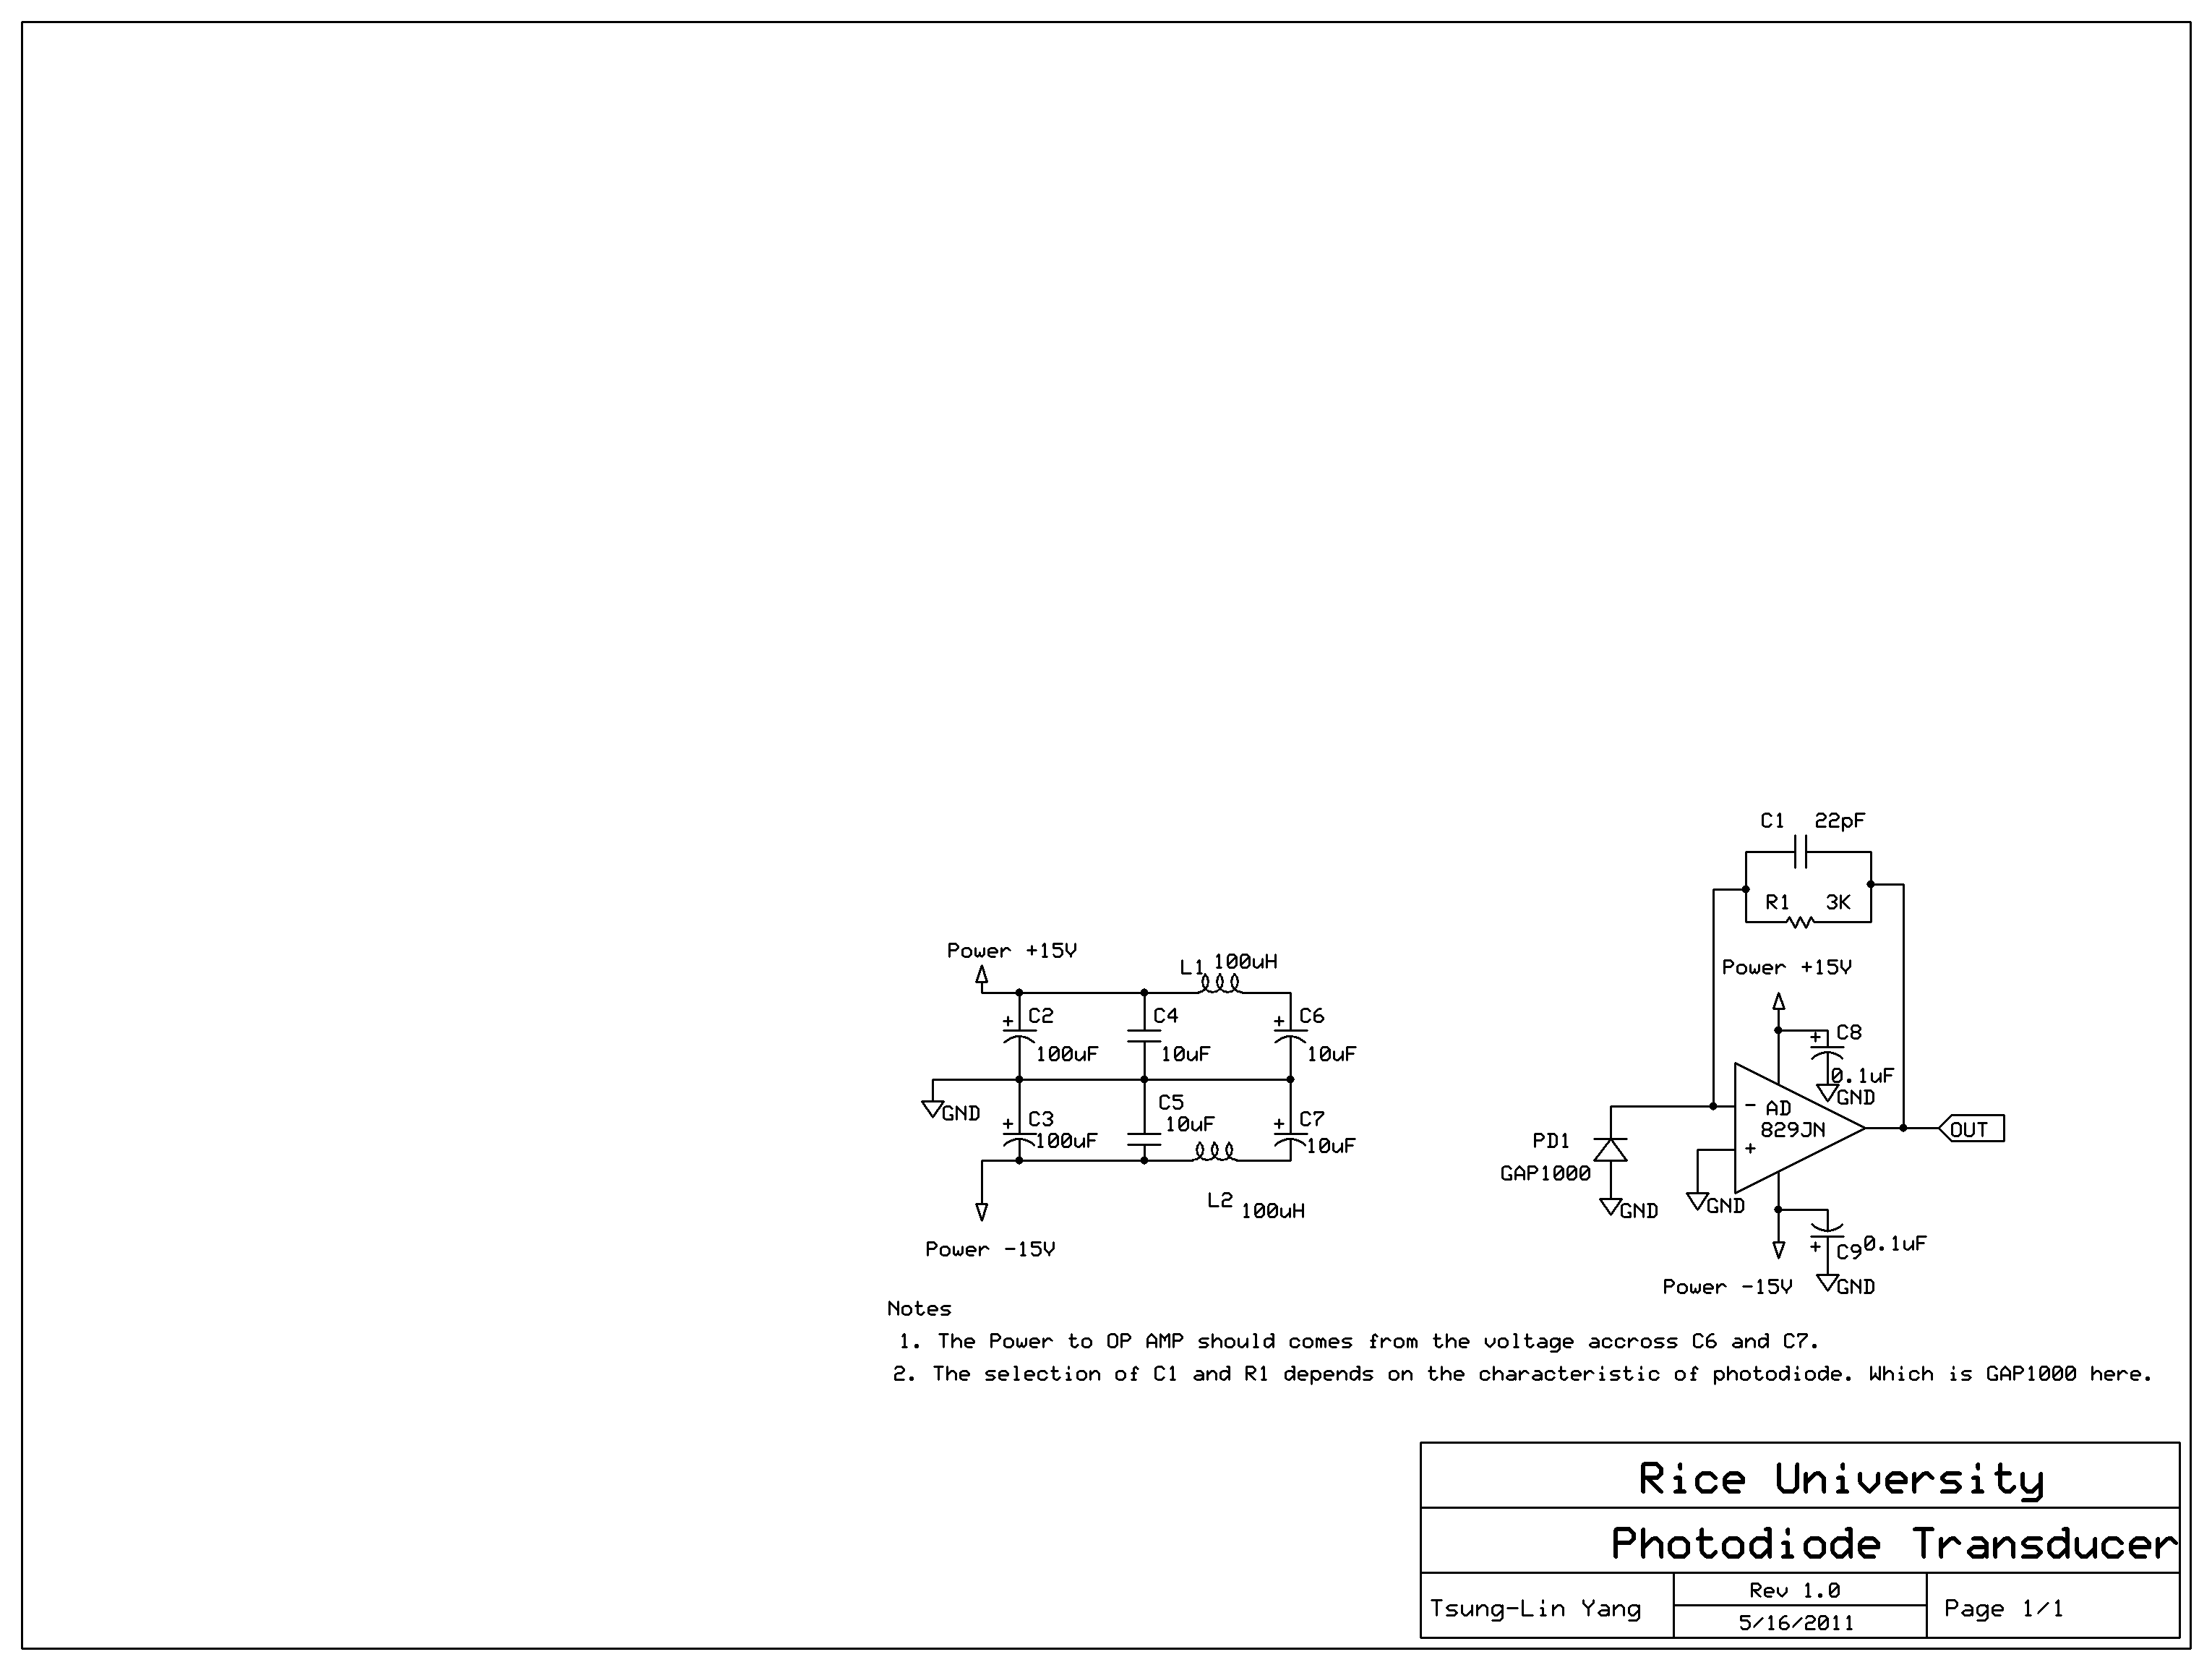 C1 22pF
R1 3K
Power +15V
L1 100uH
Power +15V
+ C2
100uF
C4
10uF
+ C6
10uF
+ C8
0.1uF
GND
GND
C5
10uF
+ C3
100uF
+ C7
10uF
- AD
829JN
+
OUT
PD1
GAP1000
GND
GND
L2 100uH
Power -15V
+ C9 0.1uF
Power -15V
GND
Notes
1. The Power to OP AMP should comes from the voltage accross C6 and C7.
2. The selection of C1 and R1 depends on the characteristic of photodiode. Which is GAP1000 here.
Rice University
Photodiode Transducer
Tsung-Lin Yang
Rev 1.0
5/16/2011
Page 1/1